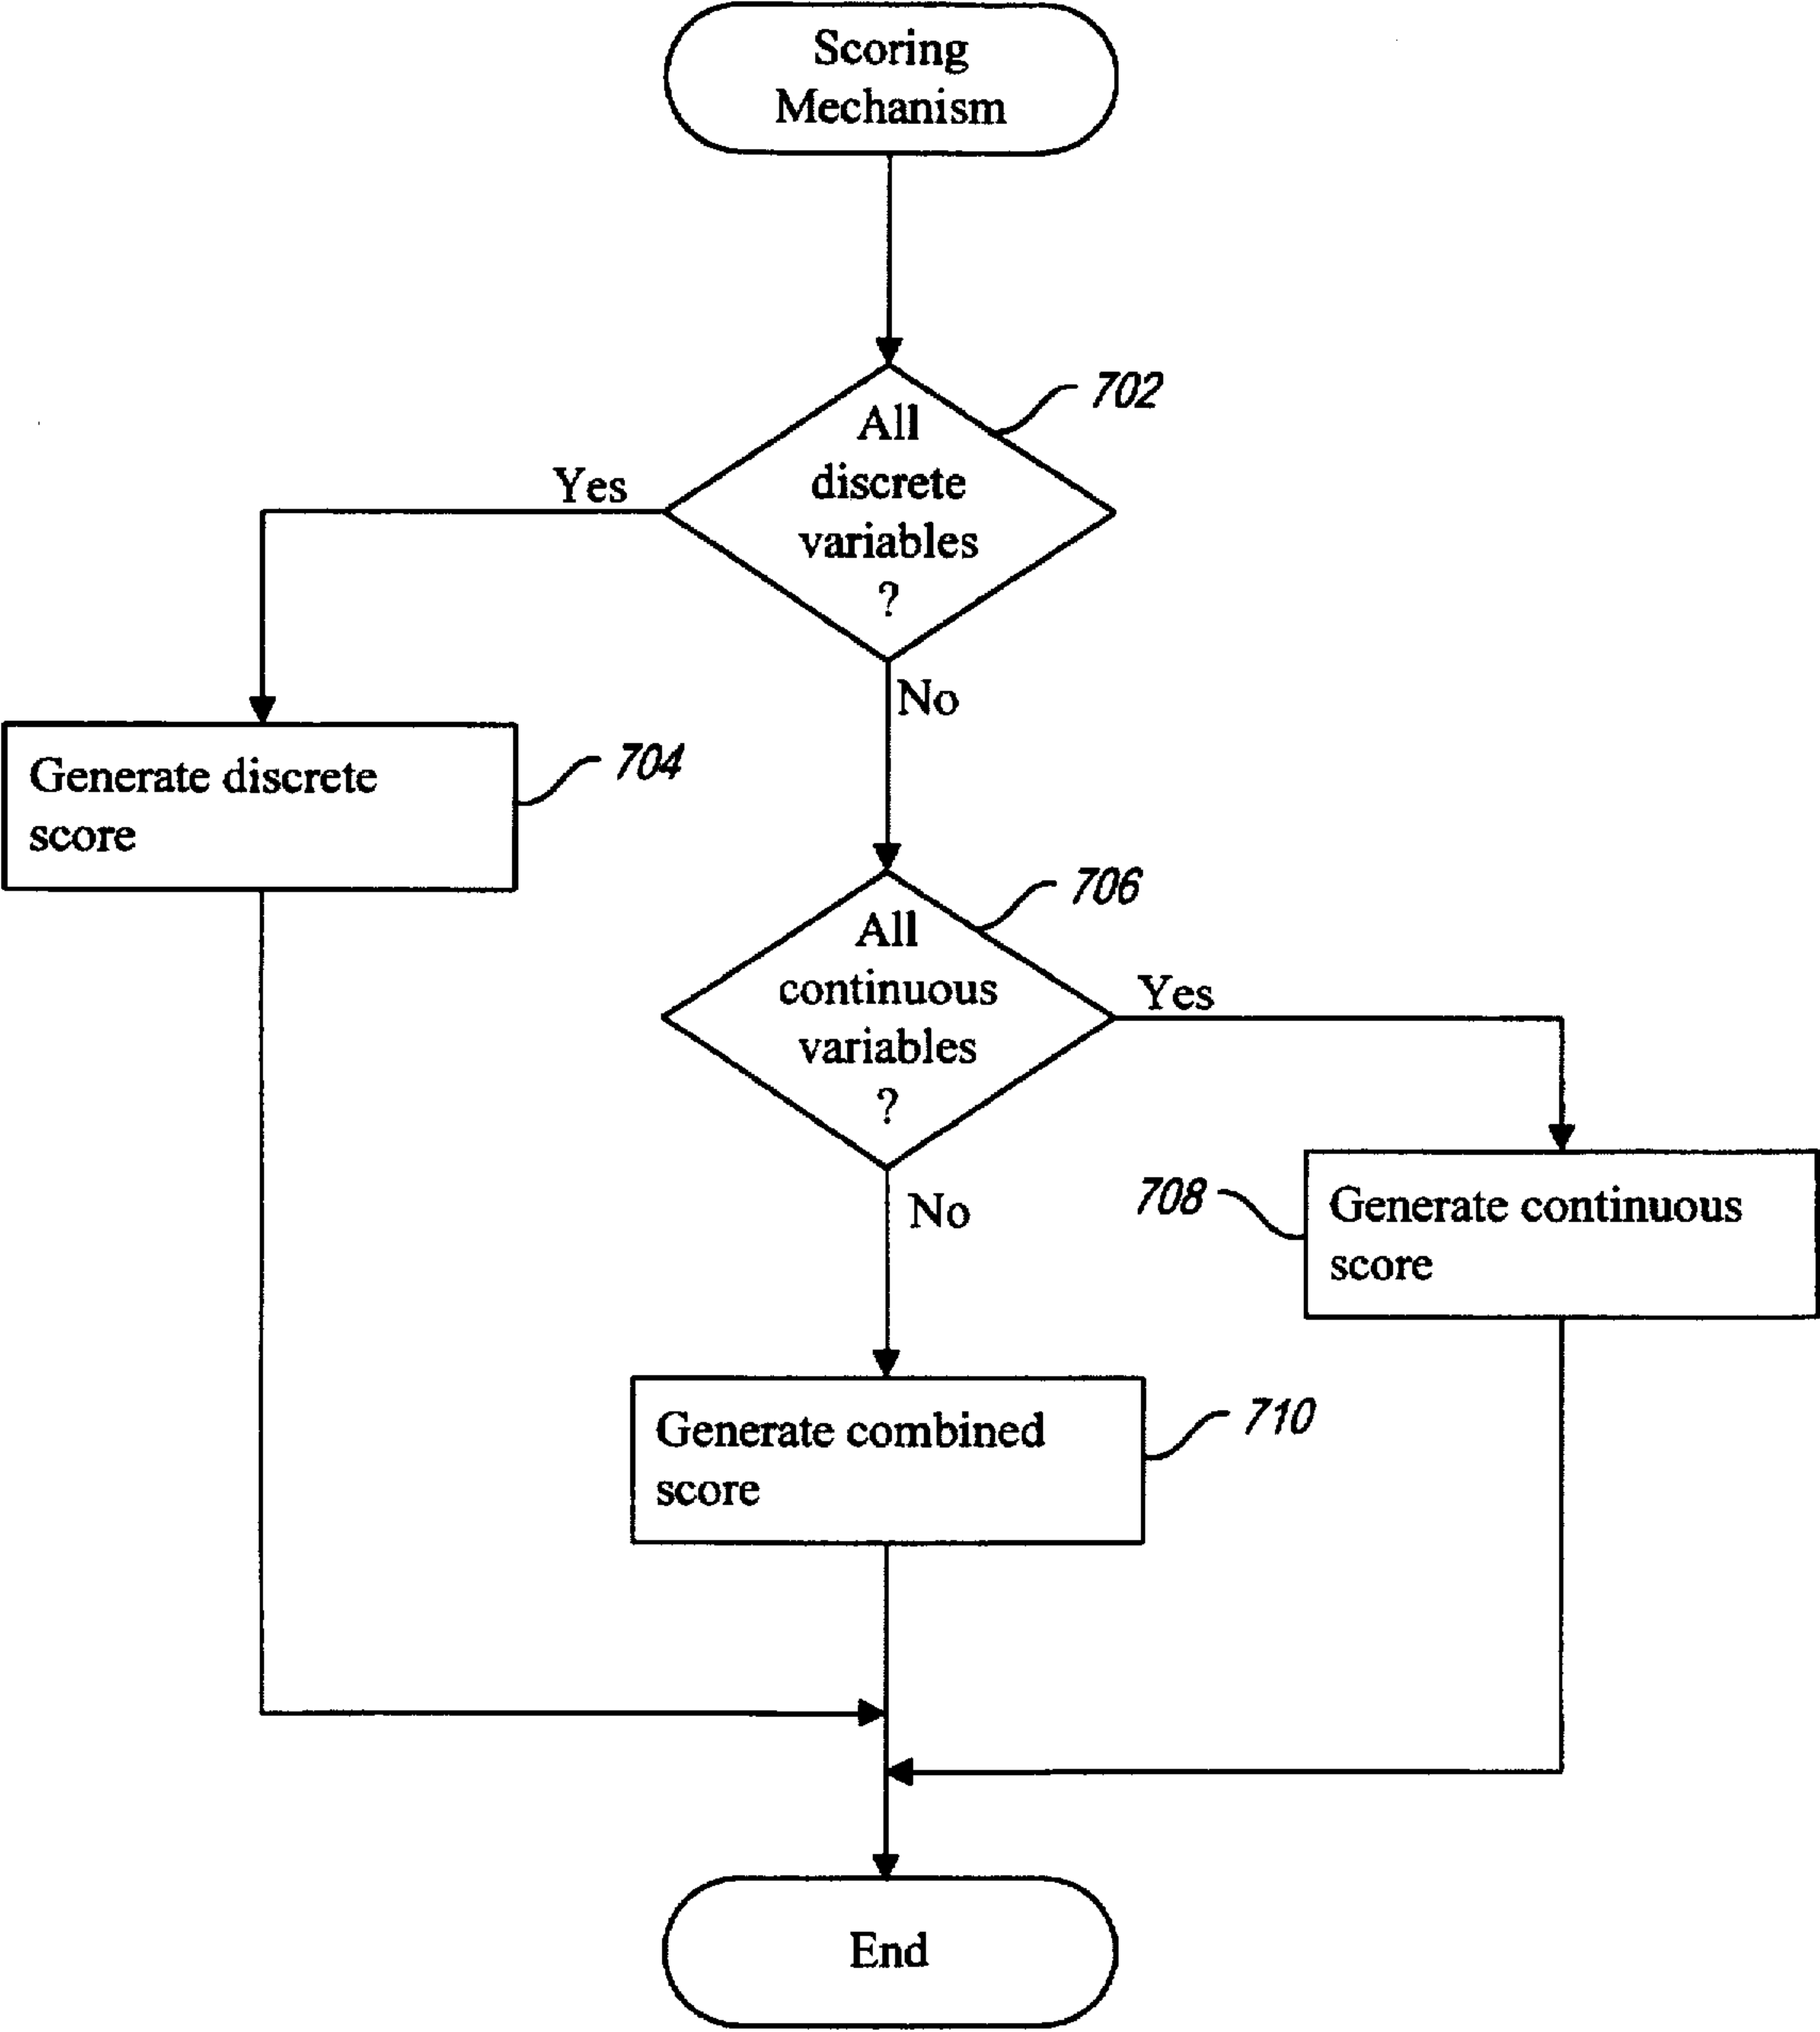 Scoring
Mechanism
702
All
discrete
variables
?
Yes
No
704
Generate discrete
score
706
All
continuous
variables
?
Yes
No
708
Generate continuous
score
710
Generate combined
score
End